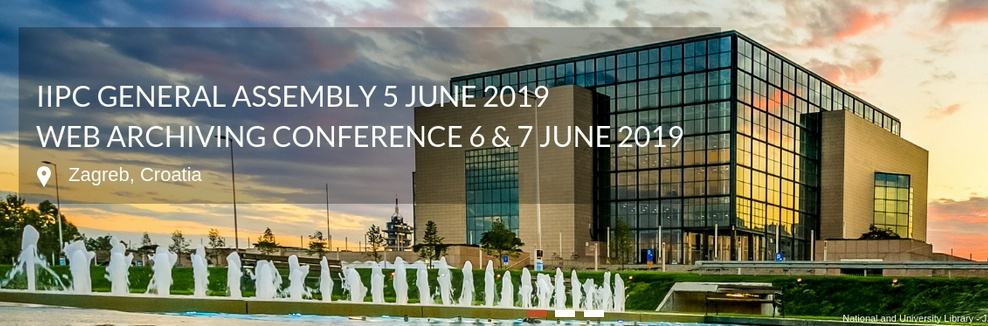 IIPC GENERAL ASSEMBLY 5 JUNE 2019
WEB ARCHIVING CONFERENCE 6 & 7 JUNE 2019
Zagreb, Croatia
National and University Library - J